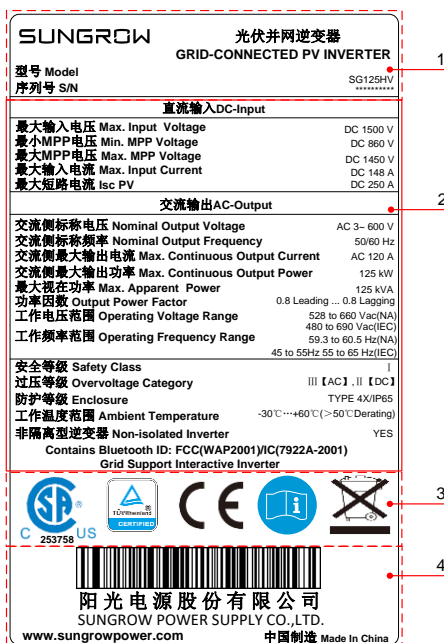 SUNGROW
光伏并网逆变器
GRID-CONNECTED PV INVERTER
型号 Model SG125HV
序列号 S/N **********
1
直流输入DC-Input
最大输入电压 Max. Input Voltage DC 1500 V
最小MPP电压 Min. MPP Voltage DC 860 V
最大MPP电压 Max. MPP Voltage DC 1450 V
最大输入电流 Max. Input Current DC 148 A
最大短路电流 Isc PV DC 250 A
交流输出AC-Output
2
交流侧标称电压 Nominal Output Voltage AC 3~ 600 V
交流侧标称频率 Nominal Output Frequency 50/60 Hz
交流侧最大输出电流 Max. Continuous Output Current AC 120 A
交流侧最大输出功率 Max. Continuous Output Power 125 kW
最大视在功率 Max. Apparent Power 125 kVA
功率因数 Output Power Factor 0.8 Leading ... 0.8 Lagging
工作电压范围 Operating Voltage Range 528 to 660 Vac(NA)
480 to 690 Vac(IEC)
工作频率范围 Operating Frequency Range 59.3 to 60.5 Hz(NA)
45 to 55Hz 55 to 65 Hz(IEC)
安全等级 Safety Class I
过压等级 Overvoltage Category III【AC】, II【DC】
防护等级 Enclosure TYPE 4X/IP65
工作温度范围 Ambient Temperature -30℃…+60℃(>50℃Derating)
非隔离型逆变器 Non-isolated Inverter YES
Contains Bluetooth ID: FCC(WAP2001)/IC(7922A-2001)
Grid Support Interactive Inverter
SA ®
C US
253758
TÜVRheinland
CERTIFIED
CE
i
3
4
阳光电源股份有限公司
SUNGROW POWER SUPPLY CO.,LTD.
www.sungrowpower.com 中国制造 Made In China